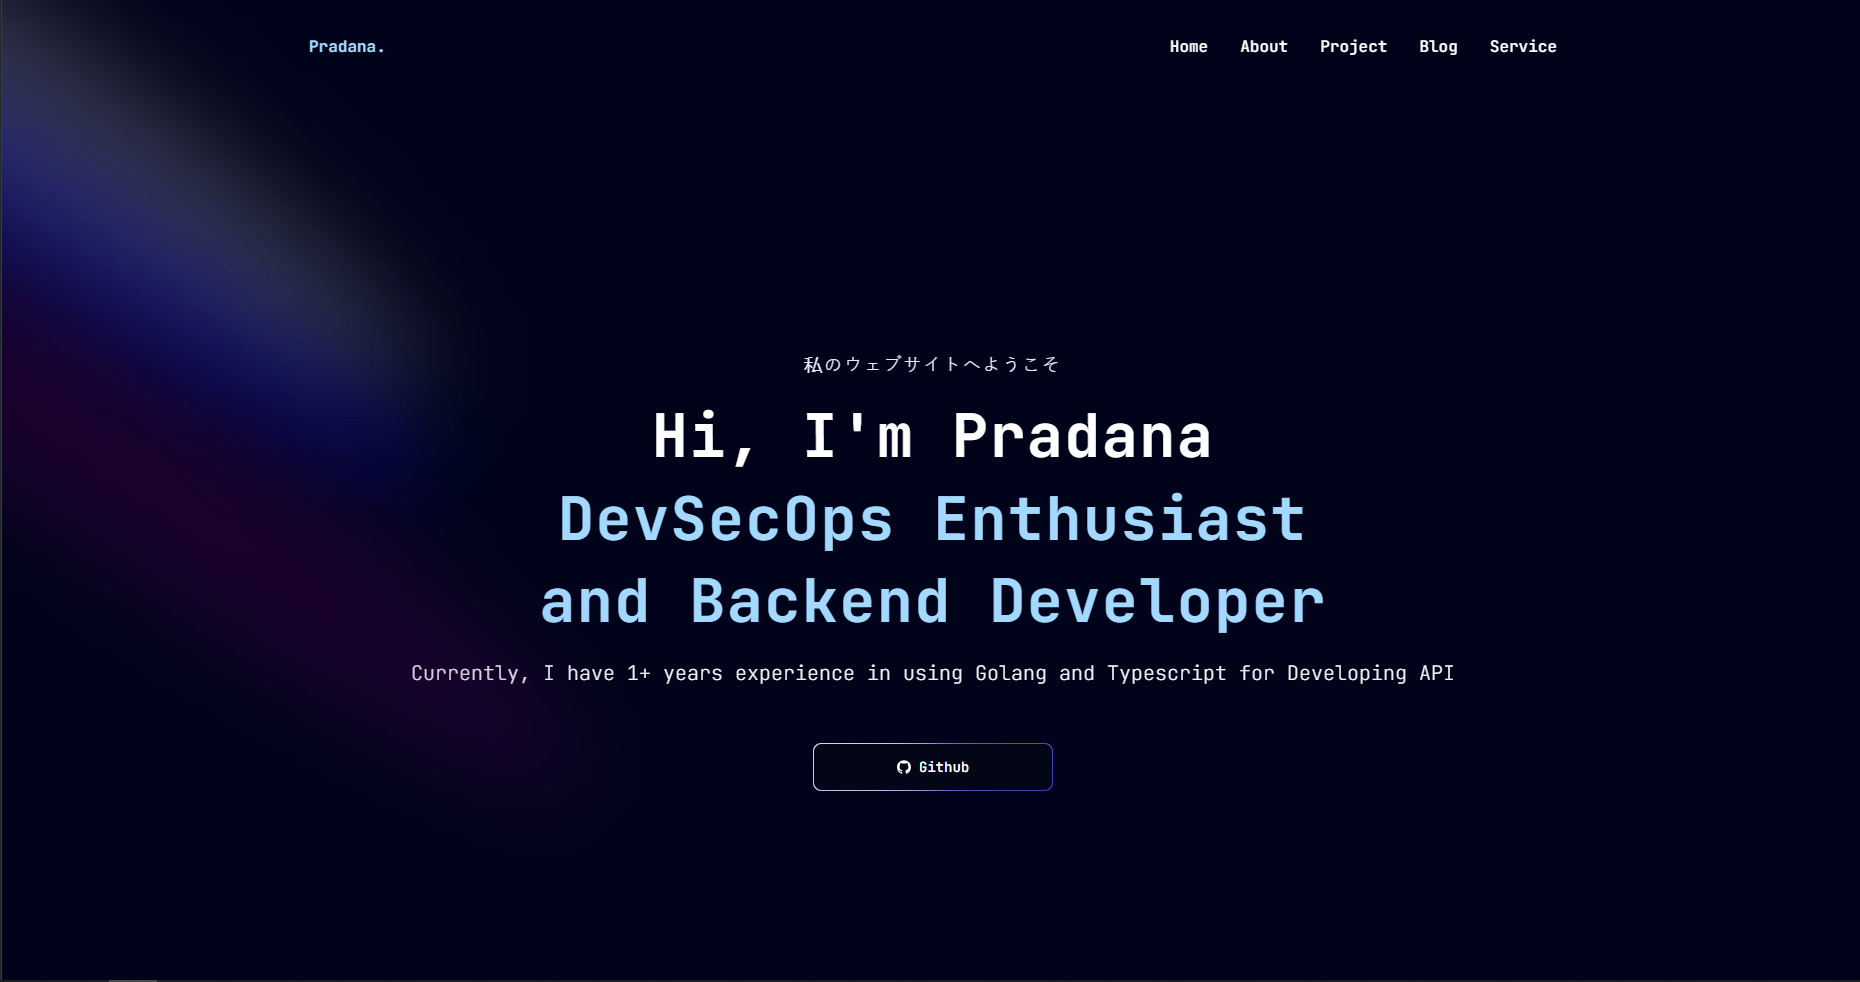 Pradana.
Home About Project Blog Service
私のウェブサイトへようこそ
Hi, I'm Pradana
DevSecOps Enthusiast
and Backend Developer
Currently, I have 1+ years experience in using Golang and Typescript for Developing API
Github